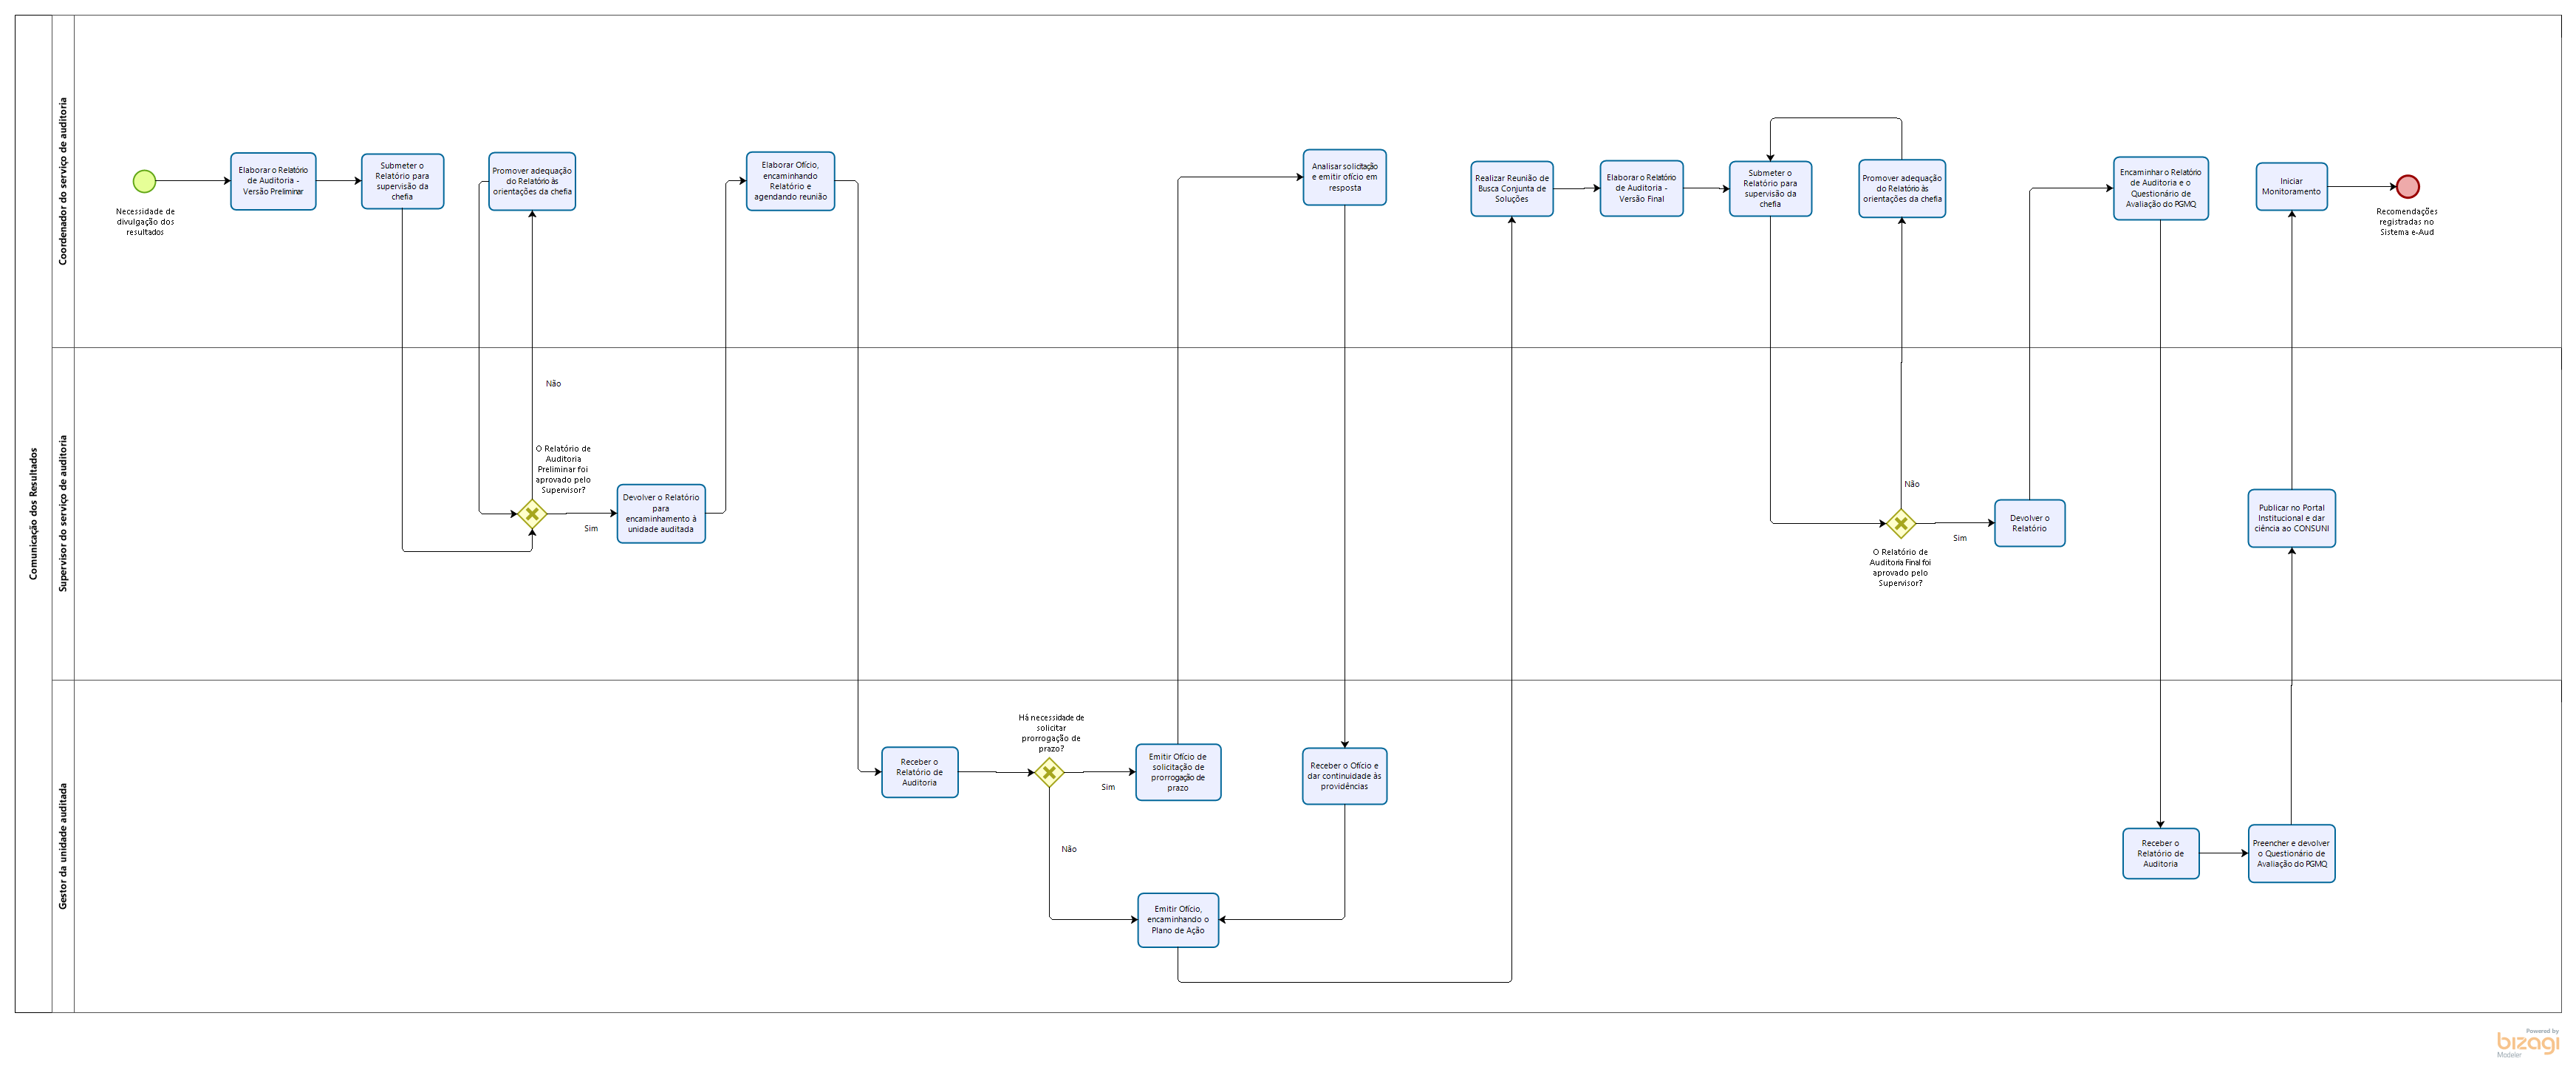 Comunicação dos Resultados
Coordenador do serviço de auditoria
Necessidade de
divulgação dos
resultados
Elaborar o Relatório
de Auditoria -
Versão Preliminar
Submeter o
Relatório para
supervisão da
chefia
Promover adequação
do Relatório às
orientações da chefia
Elaborar Ofício,
encaminhando
Relatório e
agendando reunião
Analisar solicitação
e emitir ofício em
resposta
Realizar Reunião de
Busca Conjunta de
Soluções
Elaborar o Relatório
de Auditoria -
Versão Final
Submeter o
Relatório para
supervisão da
chefia
Promover adequação
do Relatório às
orientações da chefia
Encaminhar o Relatório
de Auditoria e o
Questionário de
Avaliação do PGMQ
Iniciar
Monitoramento
Recomendações
registradas no
Sistema e-Aud
Supervisor do serviço de auditoria
Não
O Relatório de
Auditoria
Preliminar foi
aprovado pelo
Supervisor?
Sim
Devolver o Relatório
para
encaminhamento à
unidade auditada
Não
O Relatório de
Auditoria Final foi
aprovado pelo
Supervisor?
Sim
Devolver o
Relatório
Publicar no Portal
Institucional e dar
ciência ao CONSUNI
Gestor da unidade auditada
Receber o
Relatório de
Auditoria
Há necessidade de
solicitar
prorrogação de
prazo?
Sim
Não
Emitir Ofício de
solicitação de
prorrogação de
prazo
Receber o Ofício e
dar continuidade às
providências
Emitir Ofício,
encaminhando o
Plano de Ação
Receber o
Relatório de
Auditoria
Preencher e devolver
o Questionário de
Avaliação do PGMQ
Powered by
bizagi
Modeler